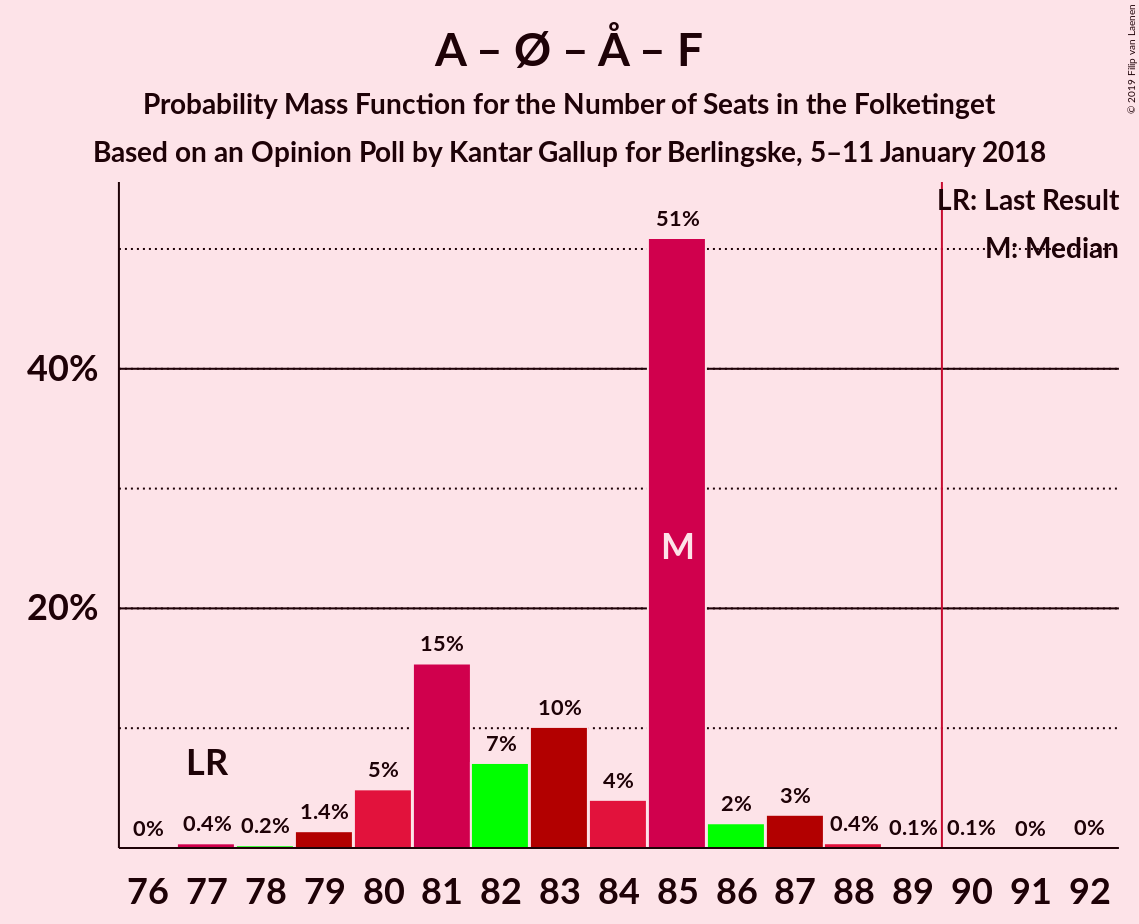 A – Ø – Å – F
Probability Mass Function for the Number of Seats in the Folketinget
Based on an Opinion Poll by Kantar Gallup for Berlingske, 5–11 January 2018
© 2019 Filip van Laenen
LR: Last Result
M: Median
40%
20%
LR
M
0%
0.4%
0.2%
1.4%
5%
15%
7%
10%
4%
51%
2%
3%
0.4%
0.1%
0.1%
0%
0%
76 77 78 79 80 81 82 83 84 85 86 87 88 89 90 91 92